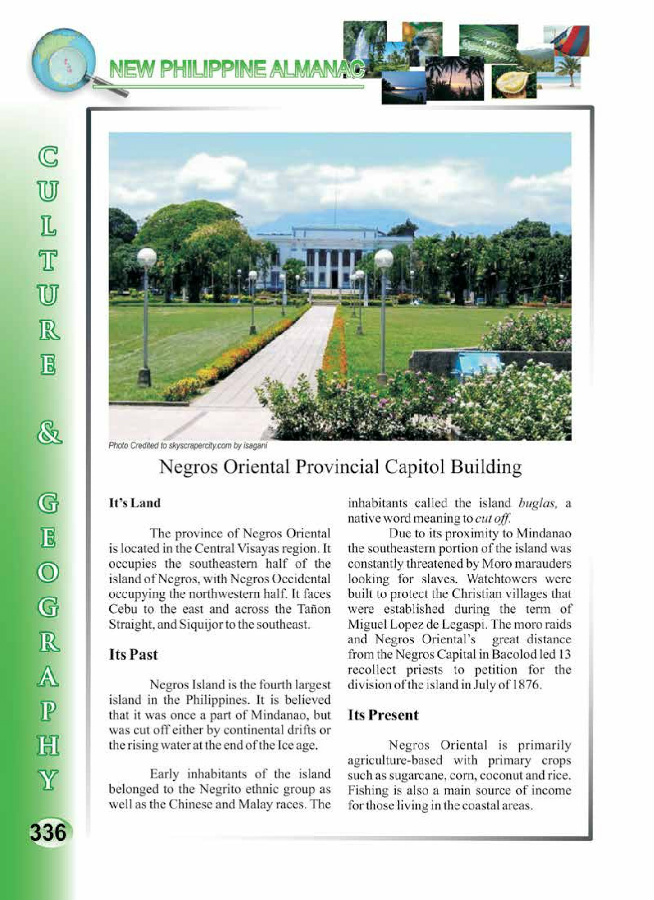 NEW PHILIPPINE ALMANAC
CULTURE & GEOGRAPHY
Photo Credited to skyscrapercity.com by isagani
Negros Oriental Provincial Capitol Building
It's Land
The province of Negros Oriental
is located in the Central Visayas region. It
occupies the southeastern half of the
island of Negros, with Negros Occidental
occupying the northwestern half. It faces
Cebu to the east and across the Tañon
Straight, and Siquijor to the southeast.
Its Past
Negros Island is the fourth largest
island in the Philippines. It is believed
that it was once a part of Mindanao, but
was cut off either by continental drifts or
the rising water at the end of the Ice age.
Early inhabitants of the island
belonged to the Negrito ethnic group as
well as the Chinese and Malay races. The
inhabitants called the island buglas, a
native word meaning to cut off.
Due to its proximity to Mindanao
the southeastern portion of the island was
constantly threatened by Moro marauders
looking for slaves. Watchtowers were
built to protect the Christian villages that
were established during the term of
Miguel Lopez de Legaspi. The moro raids
and Negros Oriental's great distance
from the Negros Capital in Bacolod led 13
recollect priests to petition for the
division of the island in July of 1876.
Its Present
Negros Oriental is primarily
agriculture-based with primary crops
such as sugarcane, corn, coconut and rice.
Fishing is also a main source of income
for those living in the coastal areas.
336